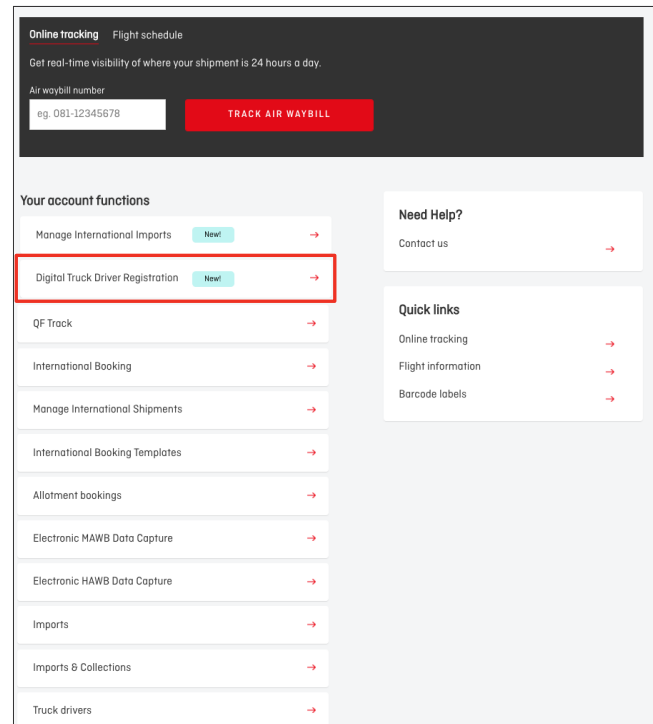 Online tracking Flight schedule
Get real-time visibility of where your shipment is 24 hours a day.
Air waybill number
eg. 081-12345678 TRACK AIR WAYBILL
Your account functions
Manage International Imports New!
Digital Truck Driver Registration New!
QF Track
International Booking
Manage International Shipments
International Booking Templates
Allotment bookings
Electronic MAWB Data Capture
Electronic HAWB Data Capture
Imports
Imports & Collections
Truck drivers
Need Help?
Contact us
Quick links
Online tracking
Flight information
Barcode labels